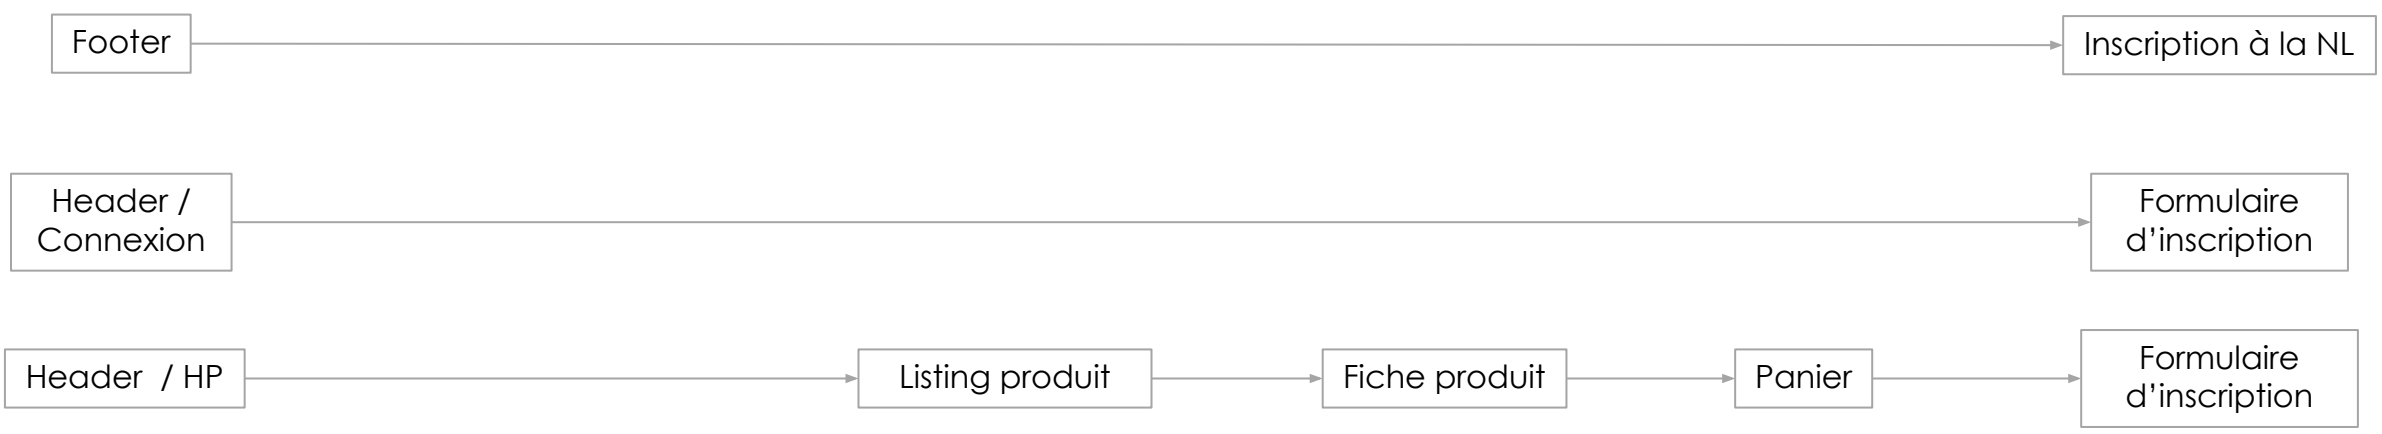 Footer
Inscription à la NL
Header /
Connexion
Formulaire
d’inscription
Header / HP
Listing produit
Fiche produit
Panier
Formulaire
d’inscription